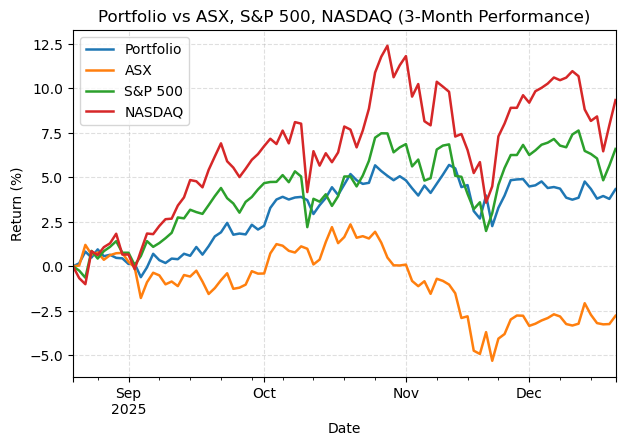 Portfolio vs ASX, S&P 500, NASDAQ (3-Month Performance)
Portfolio
ASX
S&P 500
NASDAQ
Return (%)
12.5
10.0
7.5
5.0
2.5
0.0
−2.5
−5.0
Sep
2025
Oct
Nov
Dec
Date